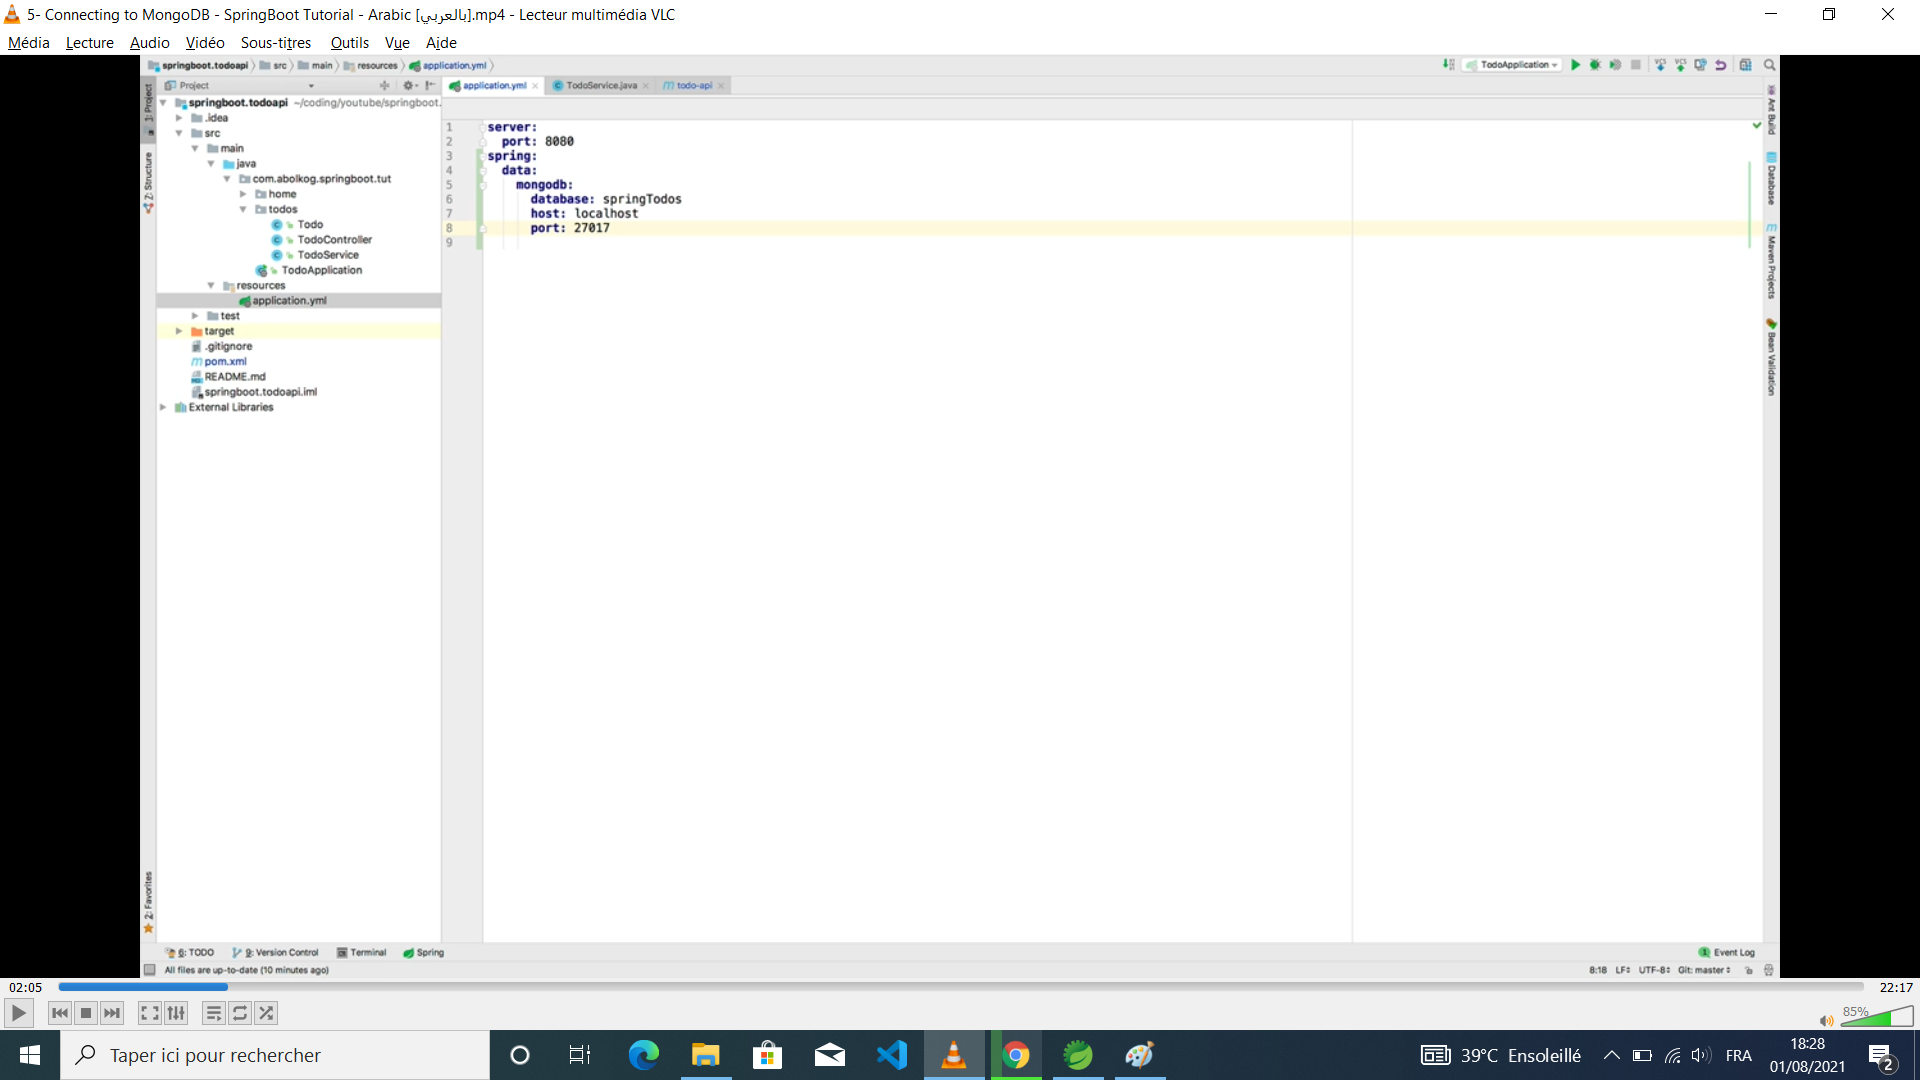 5- Connecting to MongoDB - SpringBoot Tutorial - Arabic [بالعربي].mp4 - Lecteur multimédia VLC
Média Lecture Audio Vidéo Sous-titres Outils Vue Aide
springboot.todoapi src main resources application.yml TodoApplication
Project application.yml TodoService.java todo-api
springboot.todoapi ~/coding/youtube/springboot.
.idea
src
main
java
com.abolkog.springboot.tut
home
todos
Todo
TodoController
TodoService
TodoApplication
resources
application.yml
test
target
.gitignore
pom.xml
README.md
springboot.todoapi.iml
External Libraries
1: Project
Z: Structure
2: Favorites
1 server:
2 port: 8080
3 spring:
4 data:
5 mongodb:
6 database: springTodos
7 host: localhost
8 port: 27017
9
Ant Build
Database
Maven Projects
Bean Validation
6: TODO 9: Version Control Terminal Spring 1 Event Log
All files are up-to-date (10 minutes ago) 8:18 LF UTF-8 Git: master
02:05 22:17
85%
Taper ici pour rechercher 39°C Ensoleillé FRA 18:28
01/08/2021 2